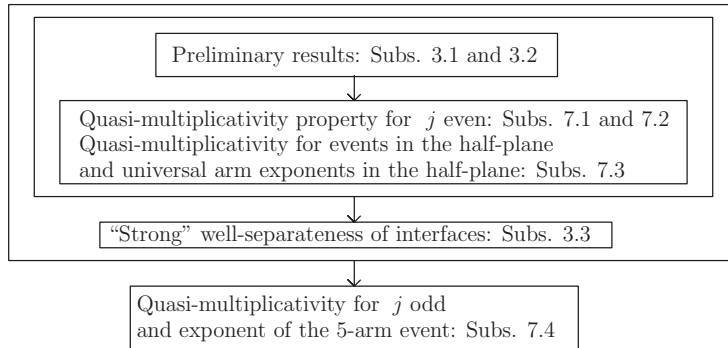 Preliminary results: Subs. 3.1 and 3.2
Quasi-multiplicativity property for j even: Subs. 7.1 and 7.2
Quasi-multiplicativity for events in the half-plane
and universal arm exponents in the half-plane: Subs. 7.3
“Strong” well-separateness of interfaces: Subs. 3.3
Quasi-multiplicativity for j odd
and exponent of the 5-arm event: Subs. 7.4